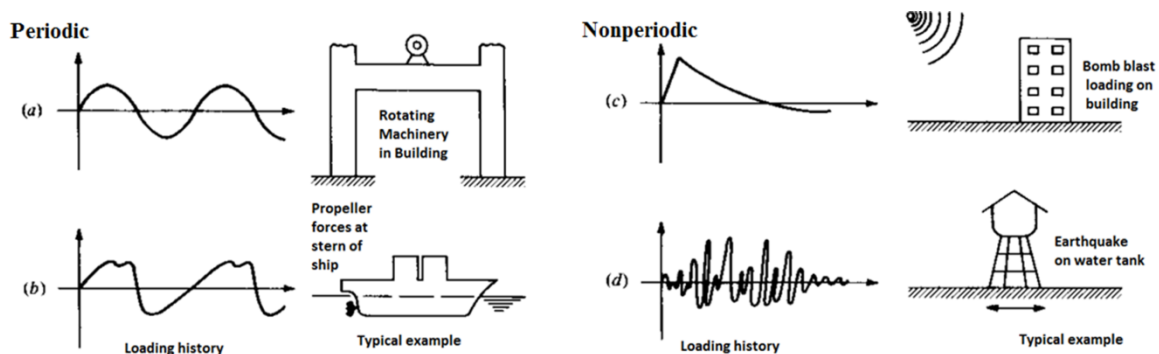 Periodic
(a)
Rotating
Machinery
in Building
Propeller
forces at
stern of
ship
(b)
Loading history
Typical example
Nonperiodic
(c)
Bomb blast
loading on
building
(d)
Earthquake
on water tank
Loading history
Typical example